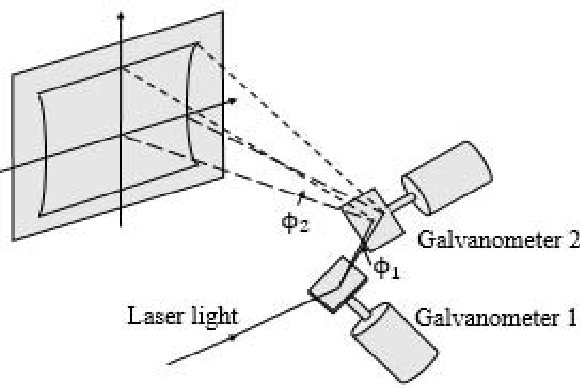 ϕ2
Galvanometer 2
ϕ1
Laser light
Galvanometer 1